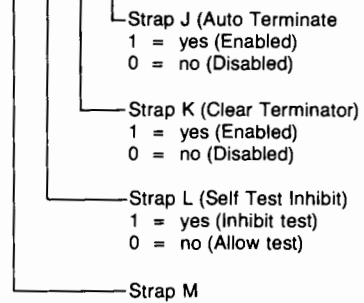 Strap J (Auto Terminate
1 = yes (Enabled)
0 = no (Disabled)
Strap K (Clear Terminator)
1 = yes (Enabled)
0 = no (Disabled)
Strap L (Self Test Inhibit)
1 = yes (Inhibit test)
0 = no (Allow test)
Strap M